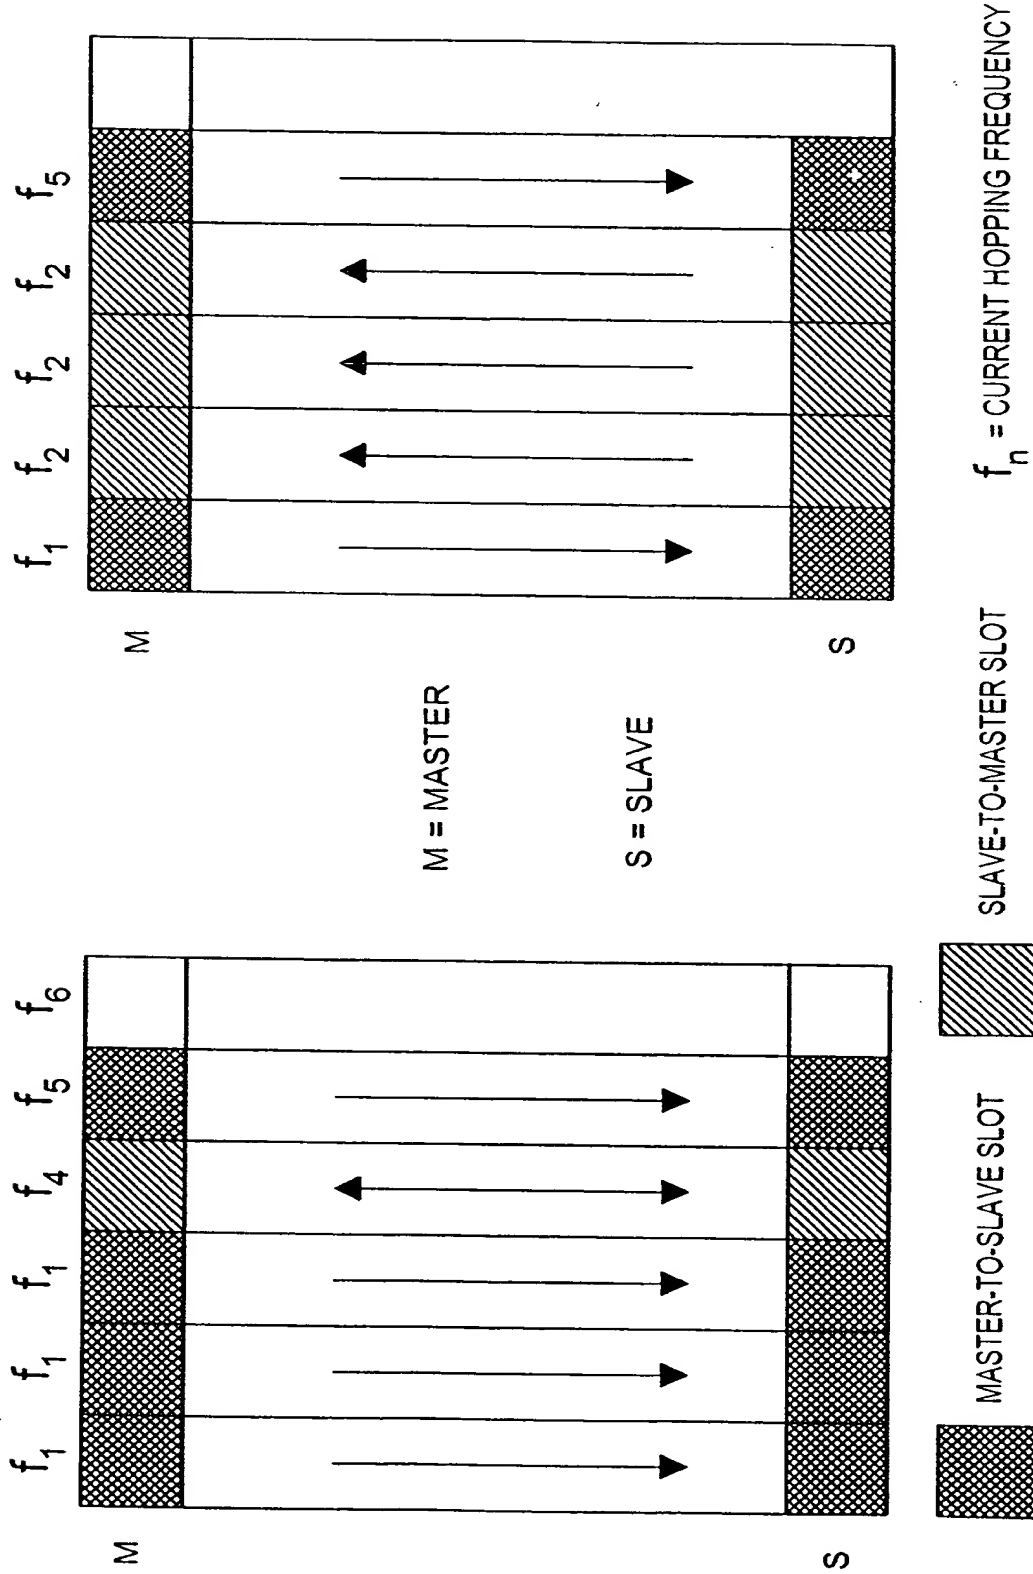 f1 f1 f1 f4 f5 f6
M
S
f1 f2 f2 f2 f5
M
S
M = MASTER
S = SLAVE
MASTER-TO-SLAVE SLOT
SLAVE-TO-MASTER SLOT
fn = CURRENT HOPPING FREQUENCY